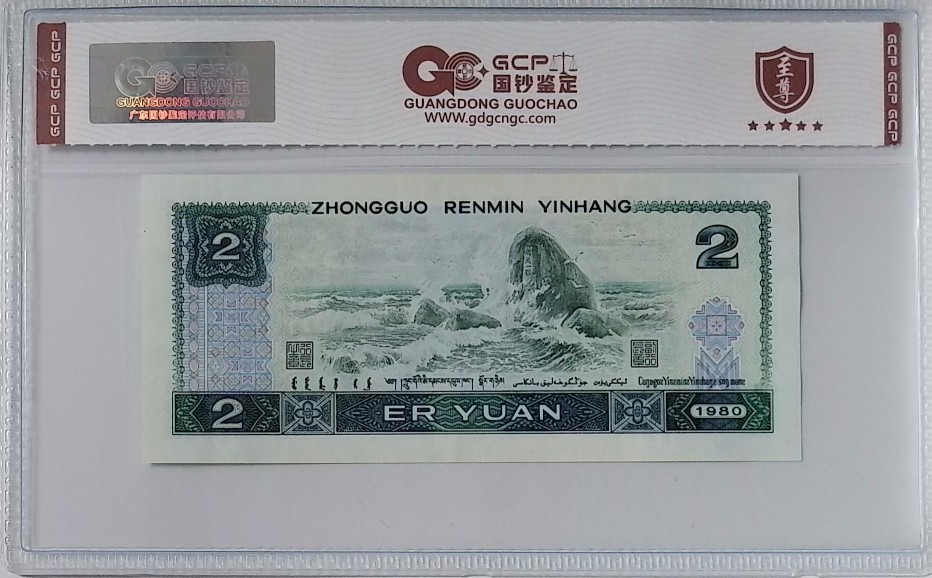 GCP GCP GCP
GCP
国钞鉴定
GUANGDONG GUOCHAO
广东国钞鉴定评估有限公司
GCP
国钞鉴定
GUANGDONG GUOCHAO
www.gdgcngc.com
至尊
GCP GCP GCP
ZHONGGUO RENMIN YINHANG
2
2
2
ER YUAN
1980